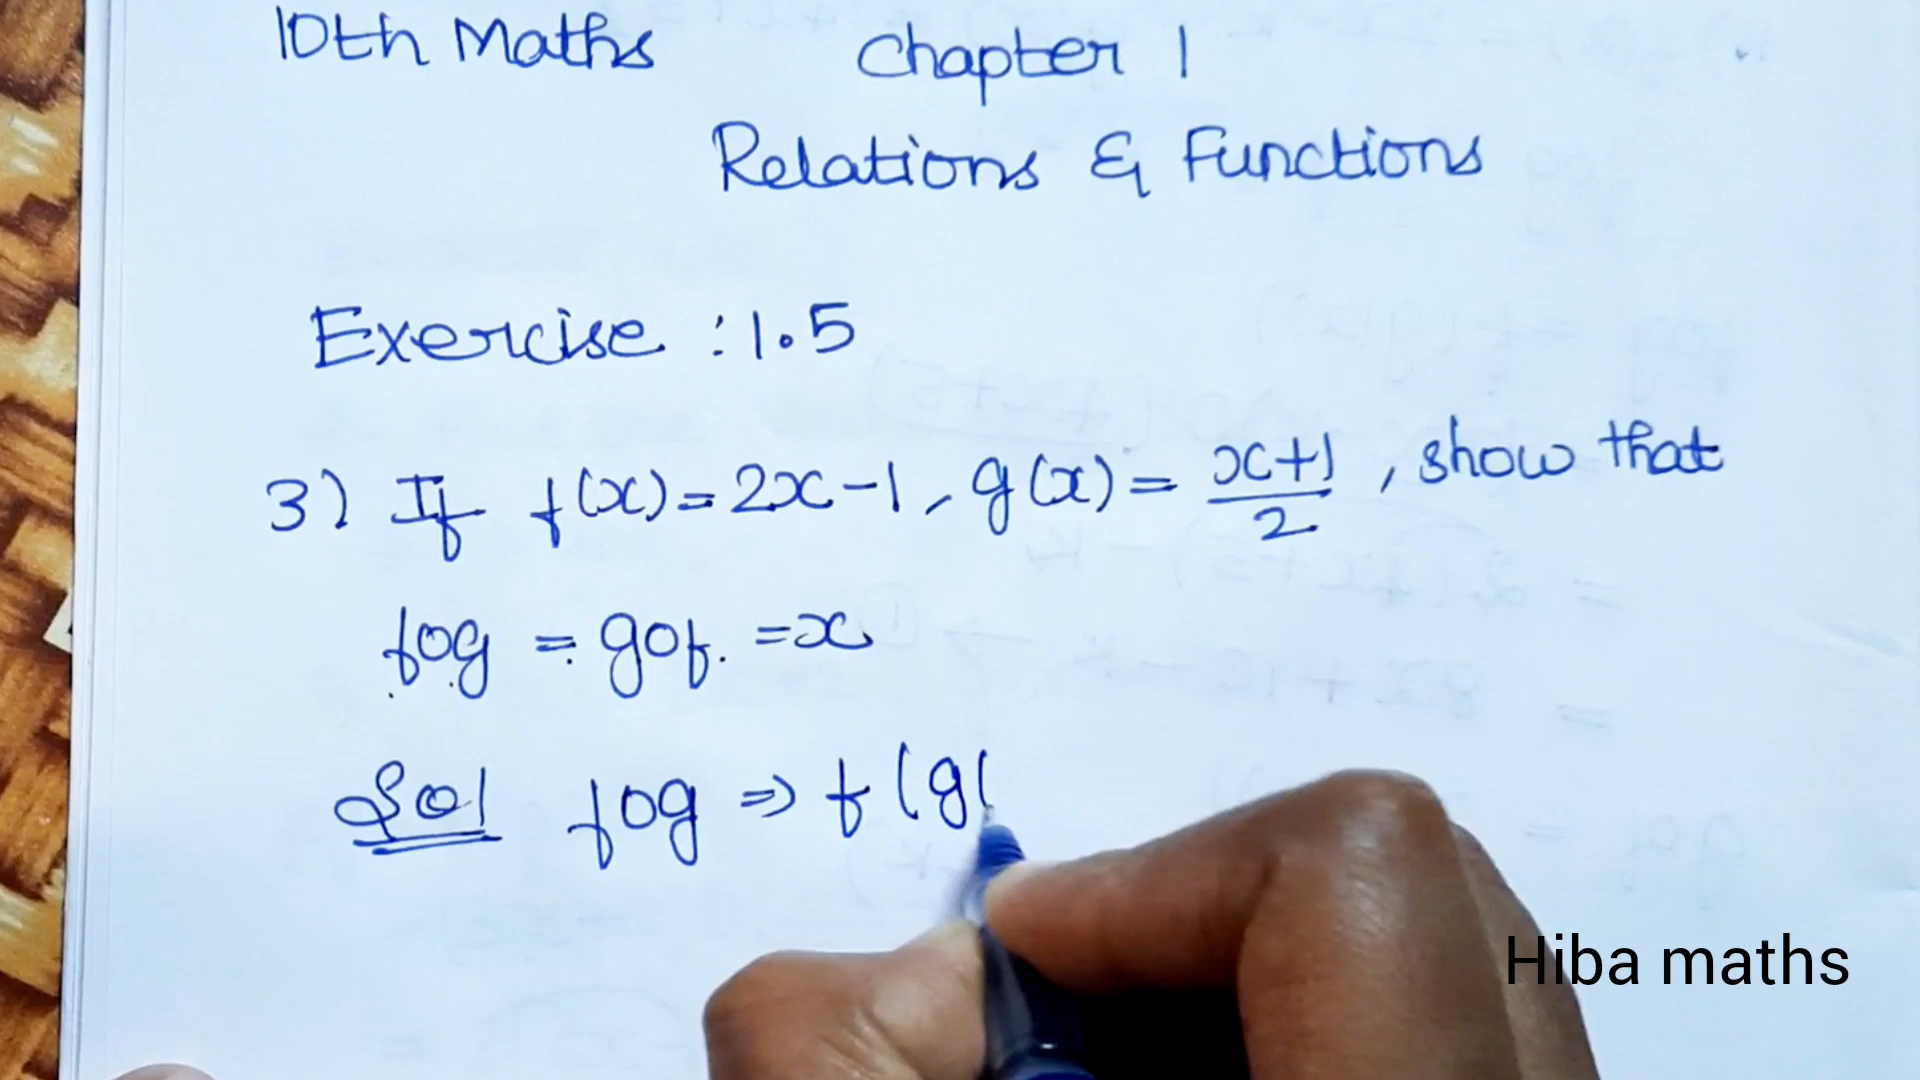 10th Maths Chapter 1
Relations & Functions
Exercise : 1.5
3) If f(x) = 2x - 1, g(x) = x+1/2, show that
fog = gof. = x
Sol fog ⇒ f(g(
Hiba maths